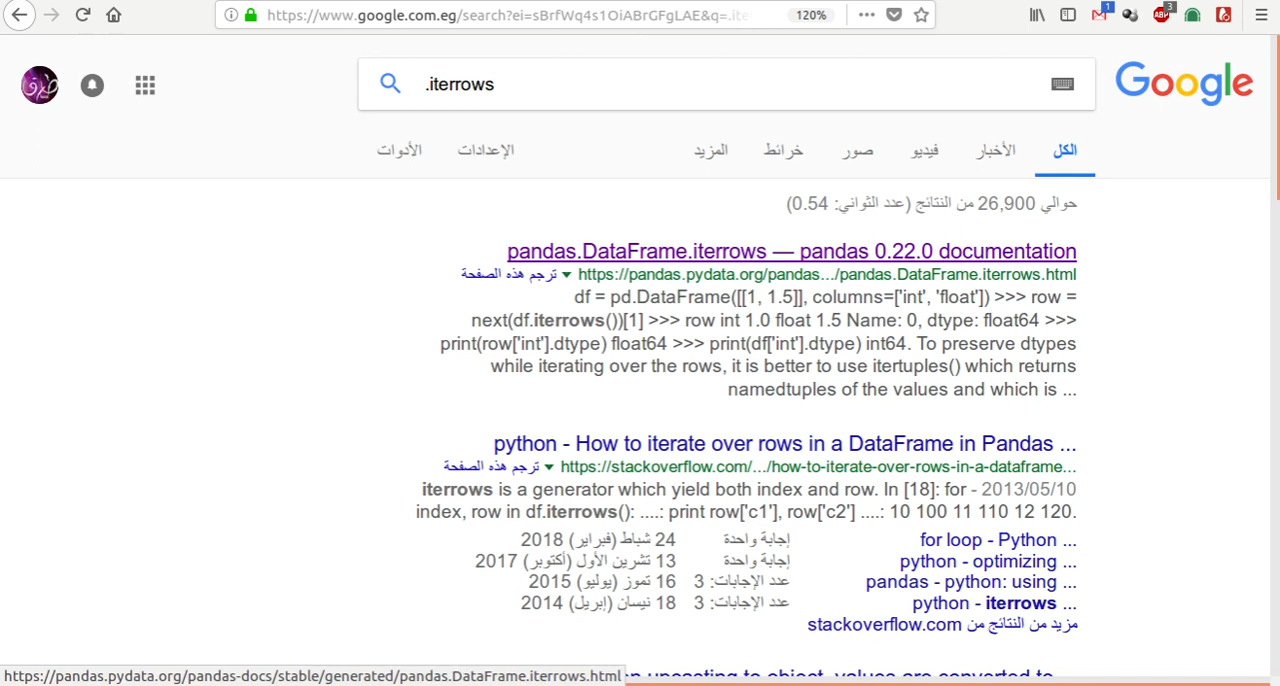 https://www.google.com.eg/search?ei=sBrfWq4s1OiABrGFgLAE&q=.ite
120%
1
3
.iterrows
Google
الكل
الأخبار
فيديو
صور
خرائط
المزيد
الإعدادات
الأدوات
حوالي 26,900 من النتائج (عدد الثواني: 0.54)
pandas.DataFrame.iterrows — pandas 0.22.0 documentation
https://pandas.pydata.org/pandas.../pandas.DataFrame.iterrows.html ترجم هذه الصفحة
df = pd.DataFrame([[1, 1.5]], columns=['int', 'float']) >>> row =
next(df.iterrows())[1] >>> row int 1.0 float 1.5 Name: 0, dtype: float64 >>>
print(row['int'].dtype) float64 >>> print(df['int'].dtype) int64. To preserve dtypes
while iterating over the rows, it is better to use itertuples() which returns
namedtuples of the values and which is ...
python - How to iterate over rows in a DataFrame in Pandas ...
https://stackoverflow.com/.../how-to-iterate-over-rows-in-a-dataframe... ترجم هذه الصفحة
iterrows is a generator which yield both index and row. In [18]: for - 2013/05/10
index, row in df.iterrows(): ....: print row['c1'], row['c2'] ....: 10 100 11 110 12 120.
for loop - Python ... إجابة واحدة 24 شباط (فبراير) 2018
python - optimizing ... إجابة واحدة 13 تشرين الأول (أكتوبر) 2017
pandas - python: using ... عدد الإجابات: 3 16 تموز (يوليو) 2015
python - iterrows ... عدد الإجابات: 3 18 نيسان (إبريل) 2014
مزيد من النتائج من stackoverflow.com
upcasting to object, values are converted to
https://pandas.pydata.org/pandas-docs/stable/generated/pandas.DataFrame.iterrows.html